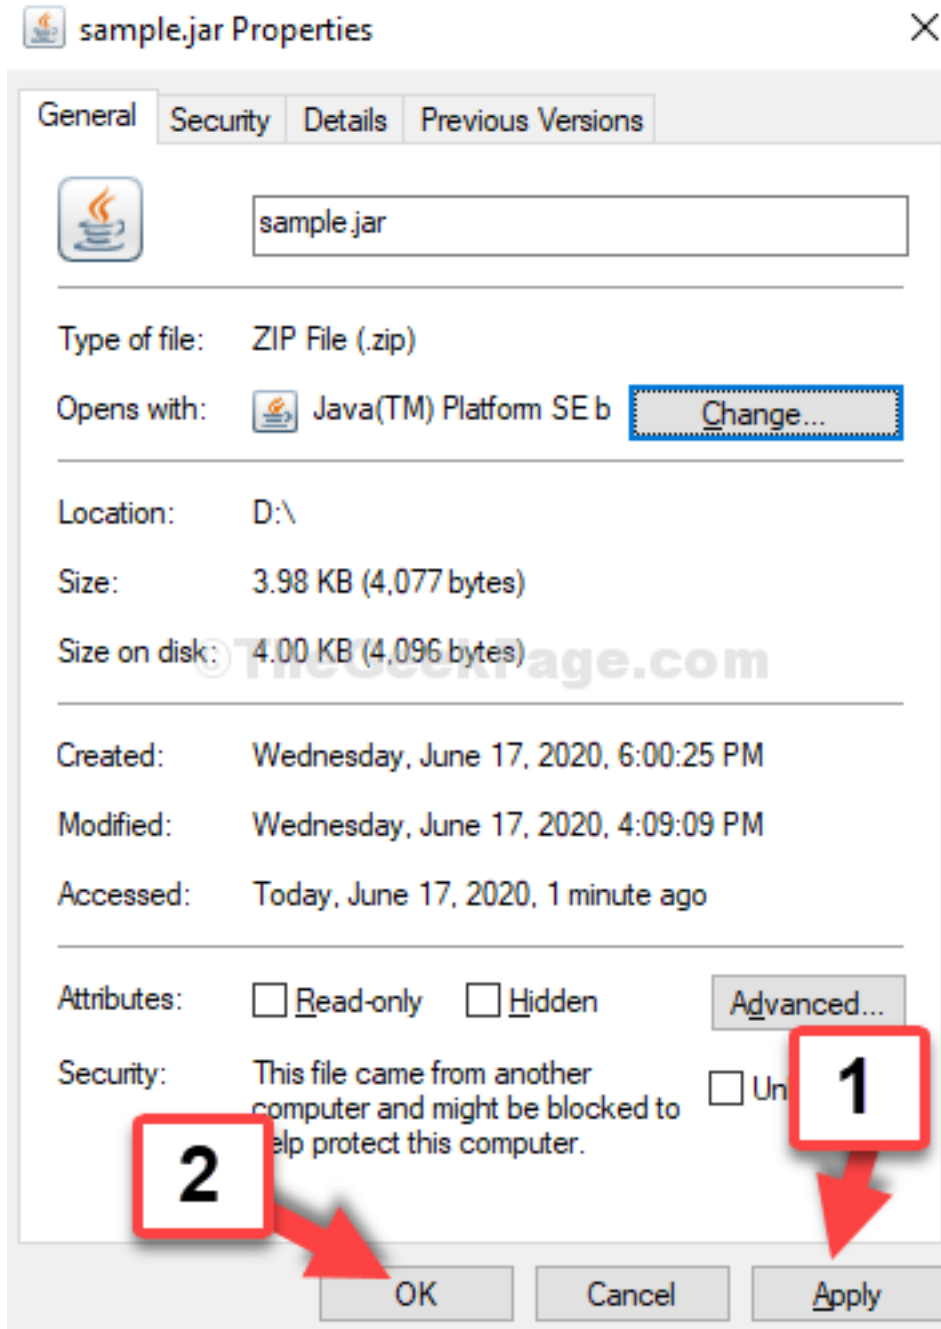 sample.jar Properties
General Security Details Previous Versions
sample.jar
Type of file: ZIP File (.zip)
Opens with: Java(TM) Platform SE b Change...
Location: D:\
Size: 3.98 KB (4,077 bytes)
Size on disk: 4.00 KB (4,096 bytes)
©TheGeekPage.com
Created: Wednesday, June 17, 2020, 6:00:25 PM
Modified: Wednesday, June 17, 2020, 4:09:09 PM
Accessed: Today, June 17, 2020, 1 minute ago
Attributes: Read-only Hidden Advanced...
Security: This file came from another
computer and might be blocked to
help protect this computer.
1
2
OK Cancel Apply